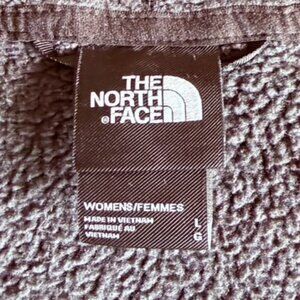 THE
NORTH
®FACE
WOMENS/FEMMES
MADE IN VIETNAM
FABRIQUÉ AU
VIETNAM
L
G